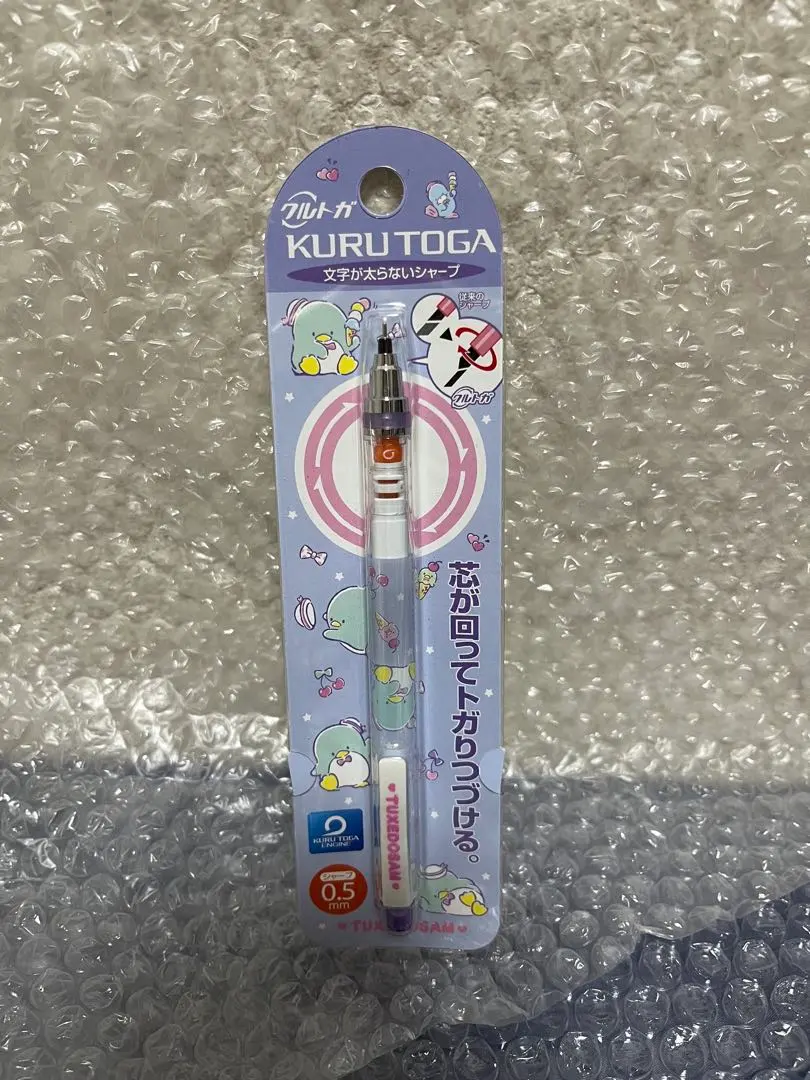 クルトガ
KURU TOGA
文字が太らないシャープ
従来の
シャープ
クルトガ
芯が回ってトガりつづける。
TUXEDOSAM
KURU TOGA
ENGINE
シャープ
0.5
mm
TUXEDOSAM